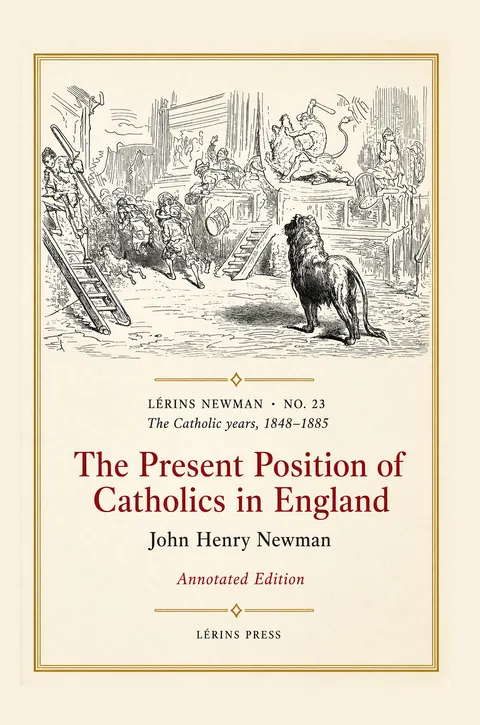 LÉRINS NEWMAN • NO. 23
The Catholic years, 1848–1885
The Present Position of
Catholics in England
John Henry Newman
Annotated Edition
LÉRINS PRESS